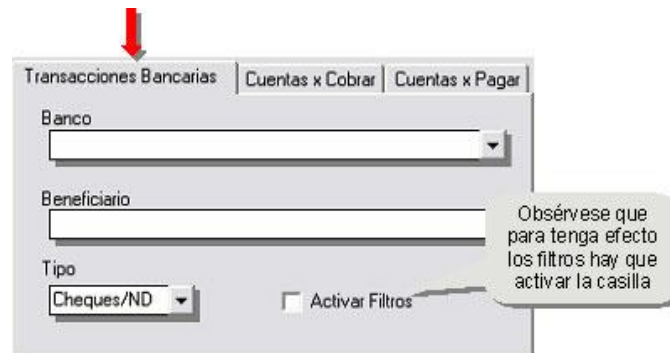 Transacciones Bancarias Cuentas x Cobrar Cuentas x Pagar
Banco
Beneficiario
Obsérvese que
para tenga efecto
los filtros hay que
activar la casilla
Tipo
Cheques/ND Activar Filtros